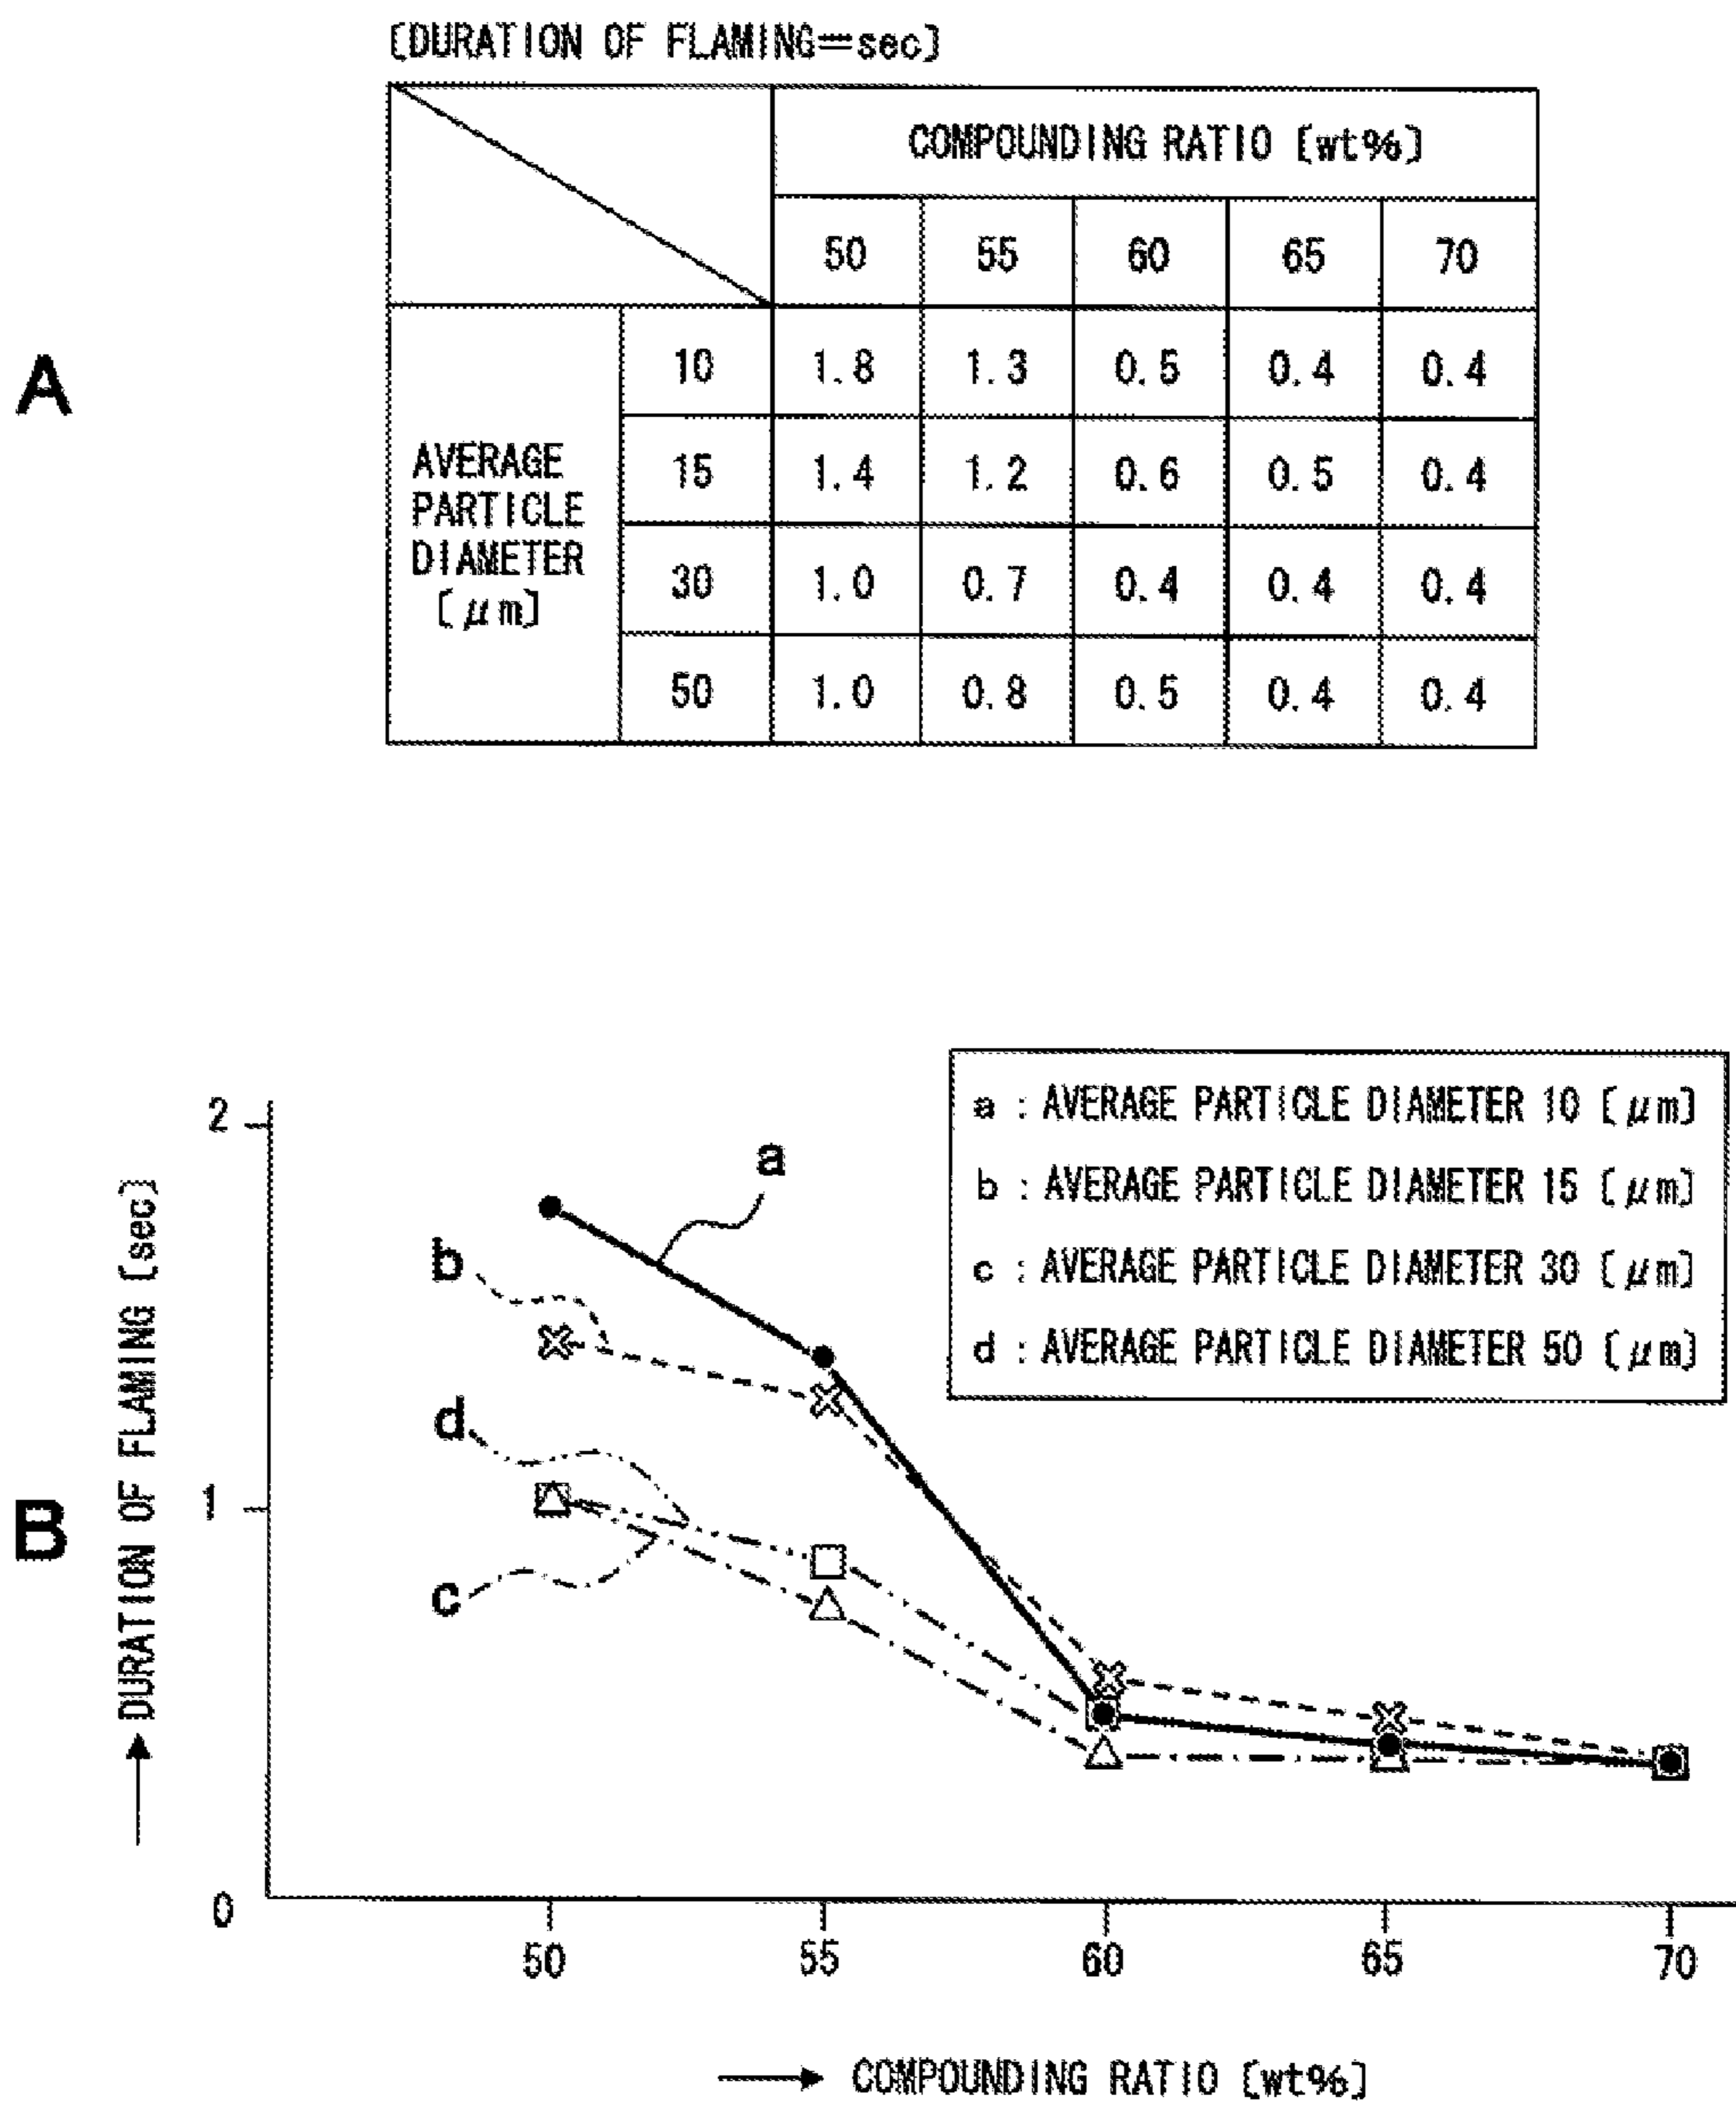 〔DURATION OF FLAMING=sec〕
COMPOUNDING RATIO〔wt%〕
50 55 60 65 70
A
AVERAGE
PARTICLE
DIAMETER
〔μm〕
10 1.8 1.3 0.5 0.4 0.4
15 1.4 1.2 0.6 0.5 0.4
30 1.0 0.7 0.4 0.4 0.4
50 1.0 0.8 0.5 0.4 0.4
B
a : AVERAGE PARTICLE DIAMETER 10〔μm〕
b : AVERAGE PARTICLE DIAMETER 15〔μm〕
c : AVERAGE PARTICLE DIAMETER 30〔μm〕
d : AVERAGE PARTICLE DIAMETER 50〔μm〕
DURATION OF FLAMING〔sec〕
2
1
0
a
b
d
c
50 55 60 65 70
COMPOUNDING RATIO〔wt%〕